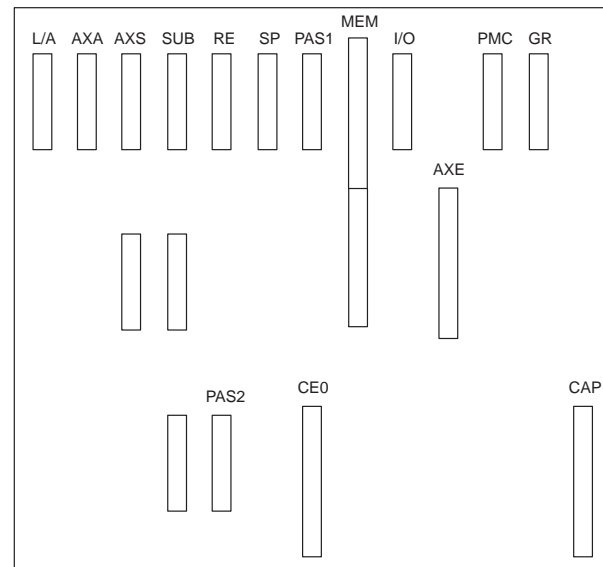 MEM
L/A AXA AXS SUB RE SP PAS1 I/O PMC GR
AXE
PAS2 CE0 CAP